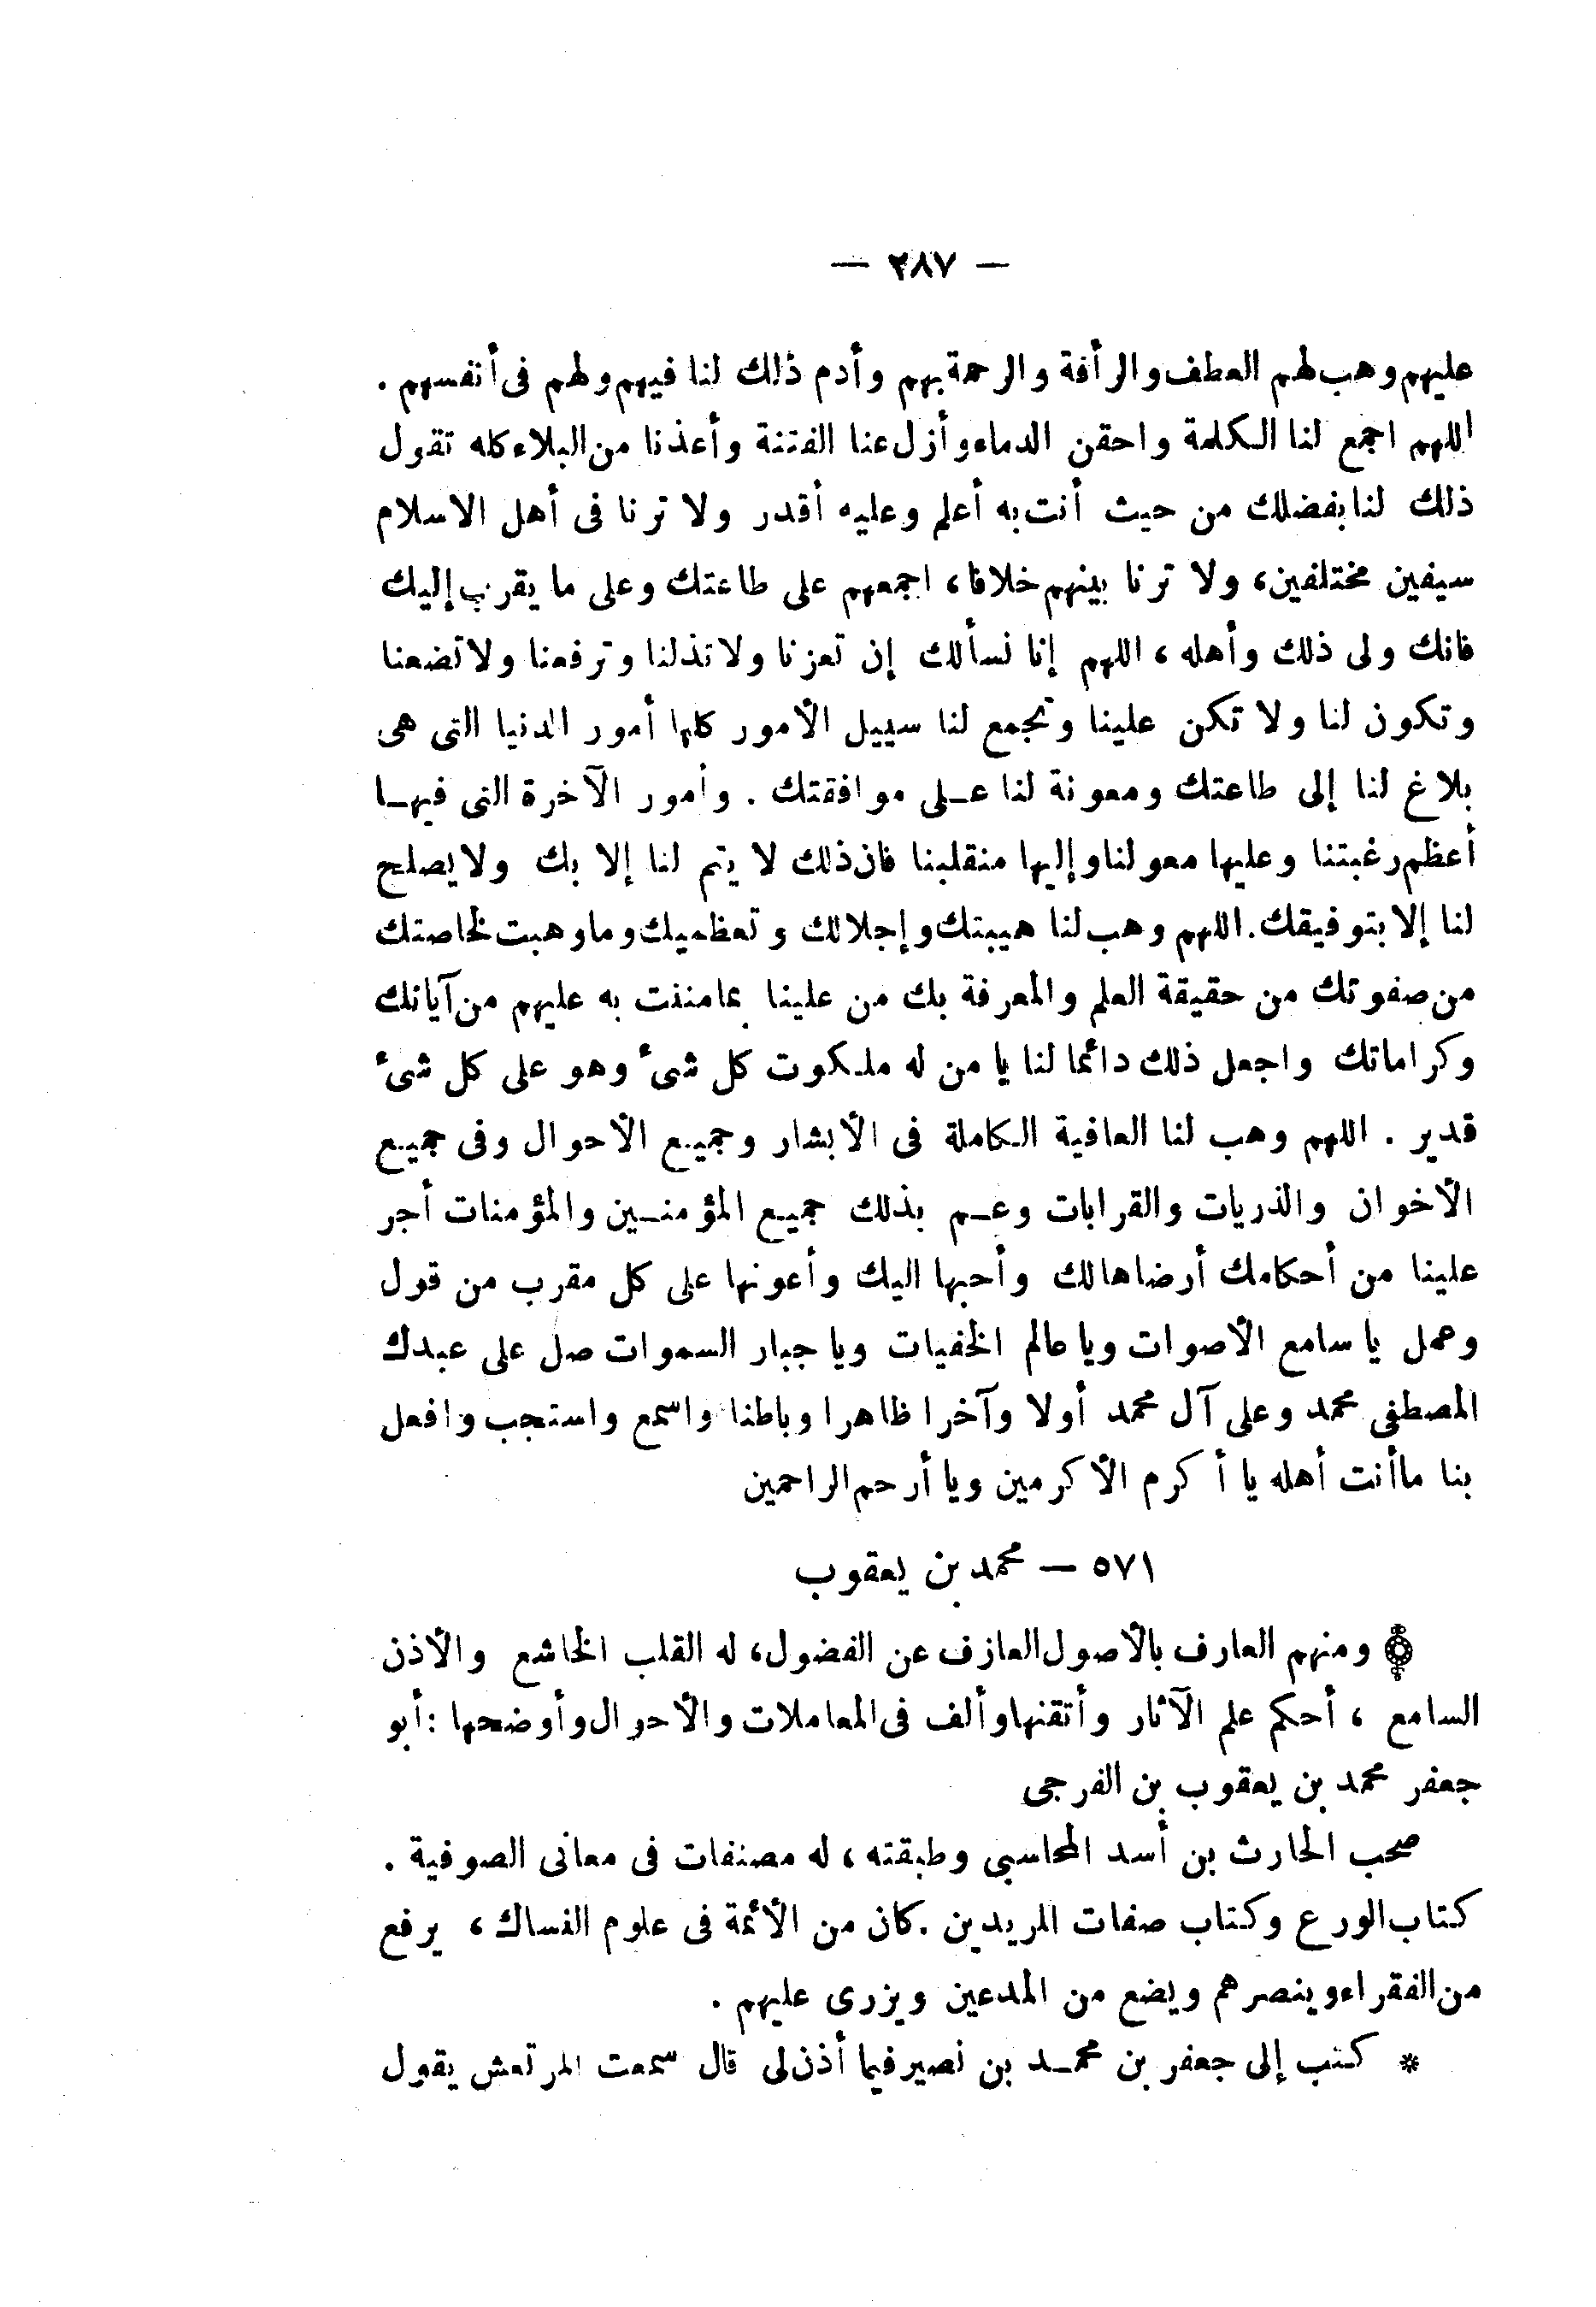 — ٢٨٧ —
عليهم وهب لهم العطف والرأفة والرحمة بهم وأدم ذلك لنا فيهم ولهم فى أنفسهم .
اللهم اجمع لنا الكلمة واحقن الدماء وأزل عنا الفتنة وأعذنا من البلاء كله تقول
ذلك لنا بفضلك من حيث أنت به أعلم وعليه أقدر ولا ترنا فى أهل الاسلام
سيفين مختلفين، ولا ترنا بينهم خلافا، اجمعهم على طاعتك وعلى ما يقرب إليك
فانك ولى ذلك وأهله ، اللهم إنا نسألك إن تعزنا ولا تذلنا وترفعنا ولا تضعنا
وتكون لنا ولا تكن علينا وتجمع لنا سبيل الأمور كلها أمور الدنيا التى هى
بلاغ لنا إلى طاعتك ومعونة لنا عـلى موافقتك . وأمور الآخرة التى فيهـا
أعظم رغبتنا وعليها معولنا وإليها منقلبنا فان ذلك لا يتم لنا إلا بك ولا يصلح
لنا إلا بتوفيقك. اللهم وهب لنا هيبتك وإجلالك وتعظيمك وما وهبت لخاصتك
من صفوتك من حقيقة العلم والمعرفة بك من علينا بما مننت به عليهم من آياتك
وكراماتك واجعل ذلك دائما لنا يا من له ملكوت كل شىء وهو على كل شىء
قدير . اللهم وهب لنا العافية الكاملة فى الأبشار وجميع الأحوال وفى جميع
الأخوان والذريات والقرابات وعـم بذلك جميع المؤمنـين والمؤمنات أجر
علينا من أحكامك أرضاها لك وأحبها اليك وأعونها على كل مقرب من قول
وعمل يا سامع الأصوات ويا عالم الخفيات ويا جبار السموات صل على عبدك
المصطفى محمد وعلى آل محمد أولا وآخرا ظاهرا وباطنا واسمع واستجب وافعل
بنا ما أنت أهله يا أكرم الأكرمين ويا أرحم الراحمين
٥٧١ — محمد بن يعقوب
ومنهم العارف بالأصول العازف عن الفضول، له القلب الخاشع والأذن
السامع ، أحكم علم الآثار وأتقنها وألف فى المعاملات والأحوال وأوضحها : أبو
جعفر محمد بن يعقوب بن الفرجى
صحب الحارث بن أسد المحاسبى وطبقته ، له مصنفات فى معانى الصوفية .
كتاب الورع وكتاب صفات المريدين . كان من الأئمة فى علوم النساك ، يرفع
من الفقراء وينصرهم ويضع من المدعين ويزرى عليهم .
* كتب إلى جعفر بن محمـد بن نصير فيما أذن لى قال سمعت المرتعش يقول